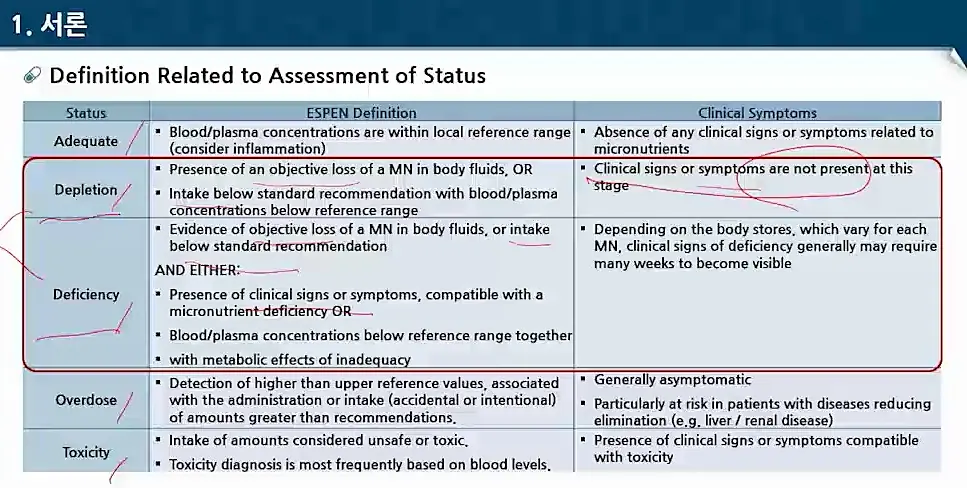 1. 서론
Definition Related to Assessment of Status
Status
ESPEN Definition
Clinical Symptoms
Adequate
▪ Blood/plasma concentrations are within local reference range
(consider inflammation)
▪ Absence of any clinical signs or symptoms related to
micronutrients
Depletion
▪ Presence of an objective loss of a MN in body fluids, OR
▪ Intake below standard recommendation with blood/plasma
concentrations below reference range
▪ Clinical signs or symptoms are not present at this
stage
Deficiency
▪ Evidence of objective loss of a MN in body fluids, or intake
below standard recommendation
AND EITHER:
▪ Presence of clinical signs or symptoms, compatible with a
micronutrient deficiency OR
▪ Blood/plasma concentrations below reference range together
▪ with metabolic effects of inadequacy
▪ Depending on the body stores, which vary for each
MN, clinical signs of deficiency generally may require
many weeks to become visible
Overdose
▪ Detection of higher than upper reference values, associated
with the administration or intake (accidental or intentional)
of amounts greater than recommendations.
▪ Generally asymptomatic
▪ Particularly at risk in patients with diseases reducing
elimination (e.g. liver / renal disease)
Toxicity
▪ Intake of amounts considered unsafe or toxic.
▪ Toxicity diagnosis is most frequently based on blood levels.
▪ Presence of clinical signs or symptoms compatible
with toxicity